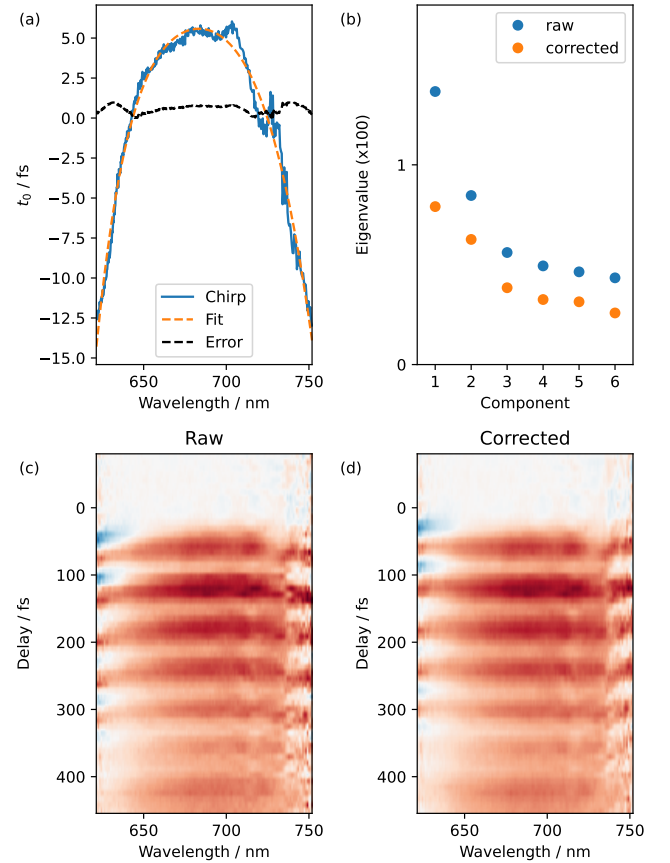 (a)
5.0
2.5
0.0
−2.5
−5.0
−7.5
−10.0
−12.5
−15.0
t₀ / fs
Chirp
Fit
Error
650
700
750
Wavelength / nm
(b)
raw
corrected
1
0
Eigenvalue (x100)
1
2
3
4
5
6
Component
(c)
Raw
0
100
200
300
400
Delay / fs
650
700
750
Wavelength / nm
(d)
Corrected
0
100
200
300
400
Delay / fs
650
700
750
Wavelength / nm